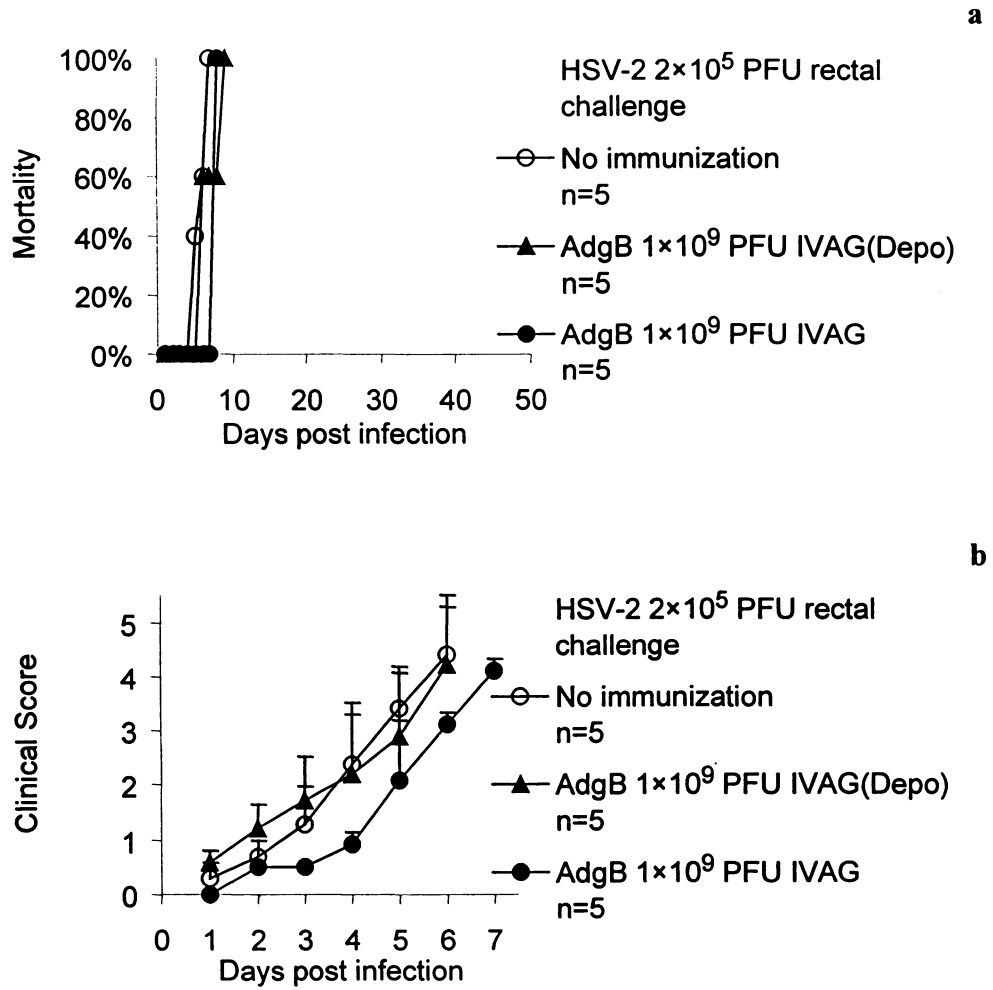 a
100%
80%
60%
40%
20%
0%
Mortality
0 10 20 30 40 50
Days post infection
HSV-2 2×10⁵ PFU rectal
challenge
No immunization
n=5
AdgB 1×10⁹ PFU IVAG(Depo)
n=5
AdgB 1×10⁹ PFU IVAG
n=5
b
5
4
3
2
1
0
Clinical Score
0 1 2 3 4 5 6 7
Days post infection
HSV-2 2×10⁵ PFU rectal
challenge
No immunization
n=5
AdgB 1×10⁹ PFU IVAG(Depo)
n=5
AdgB 1×10⁹ PFU IVAG
n=5